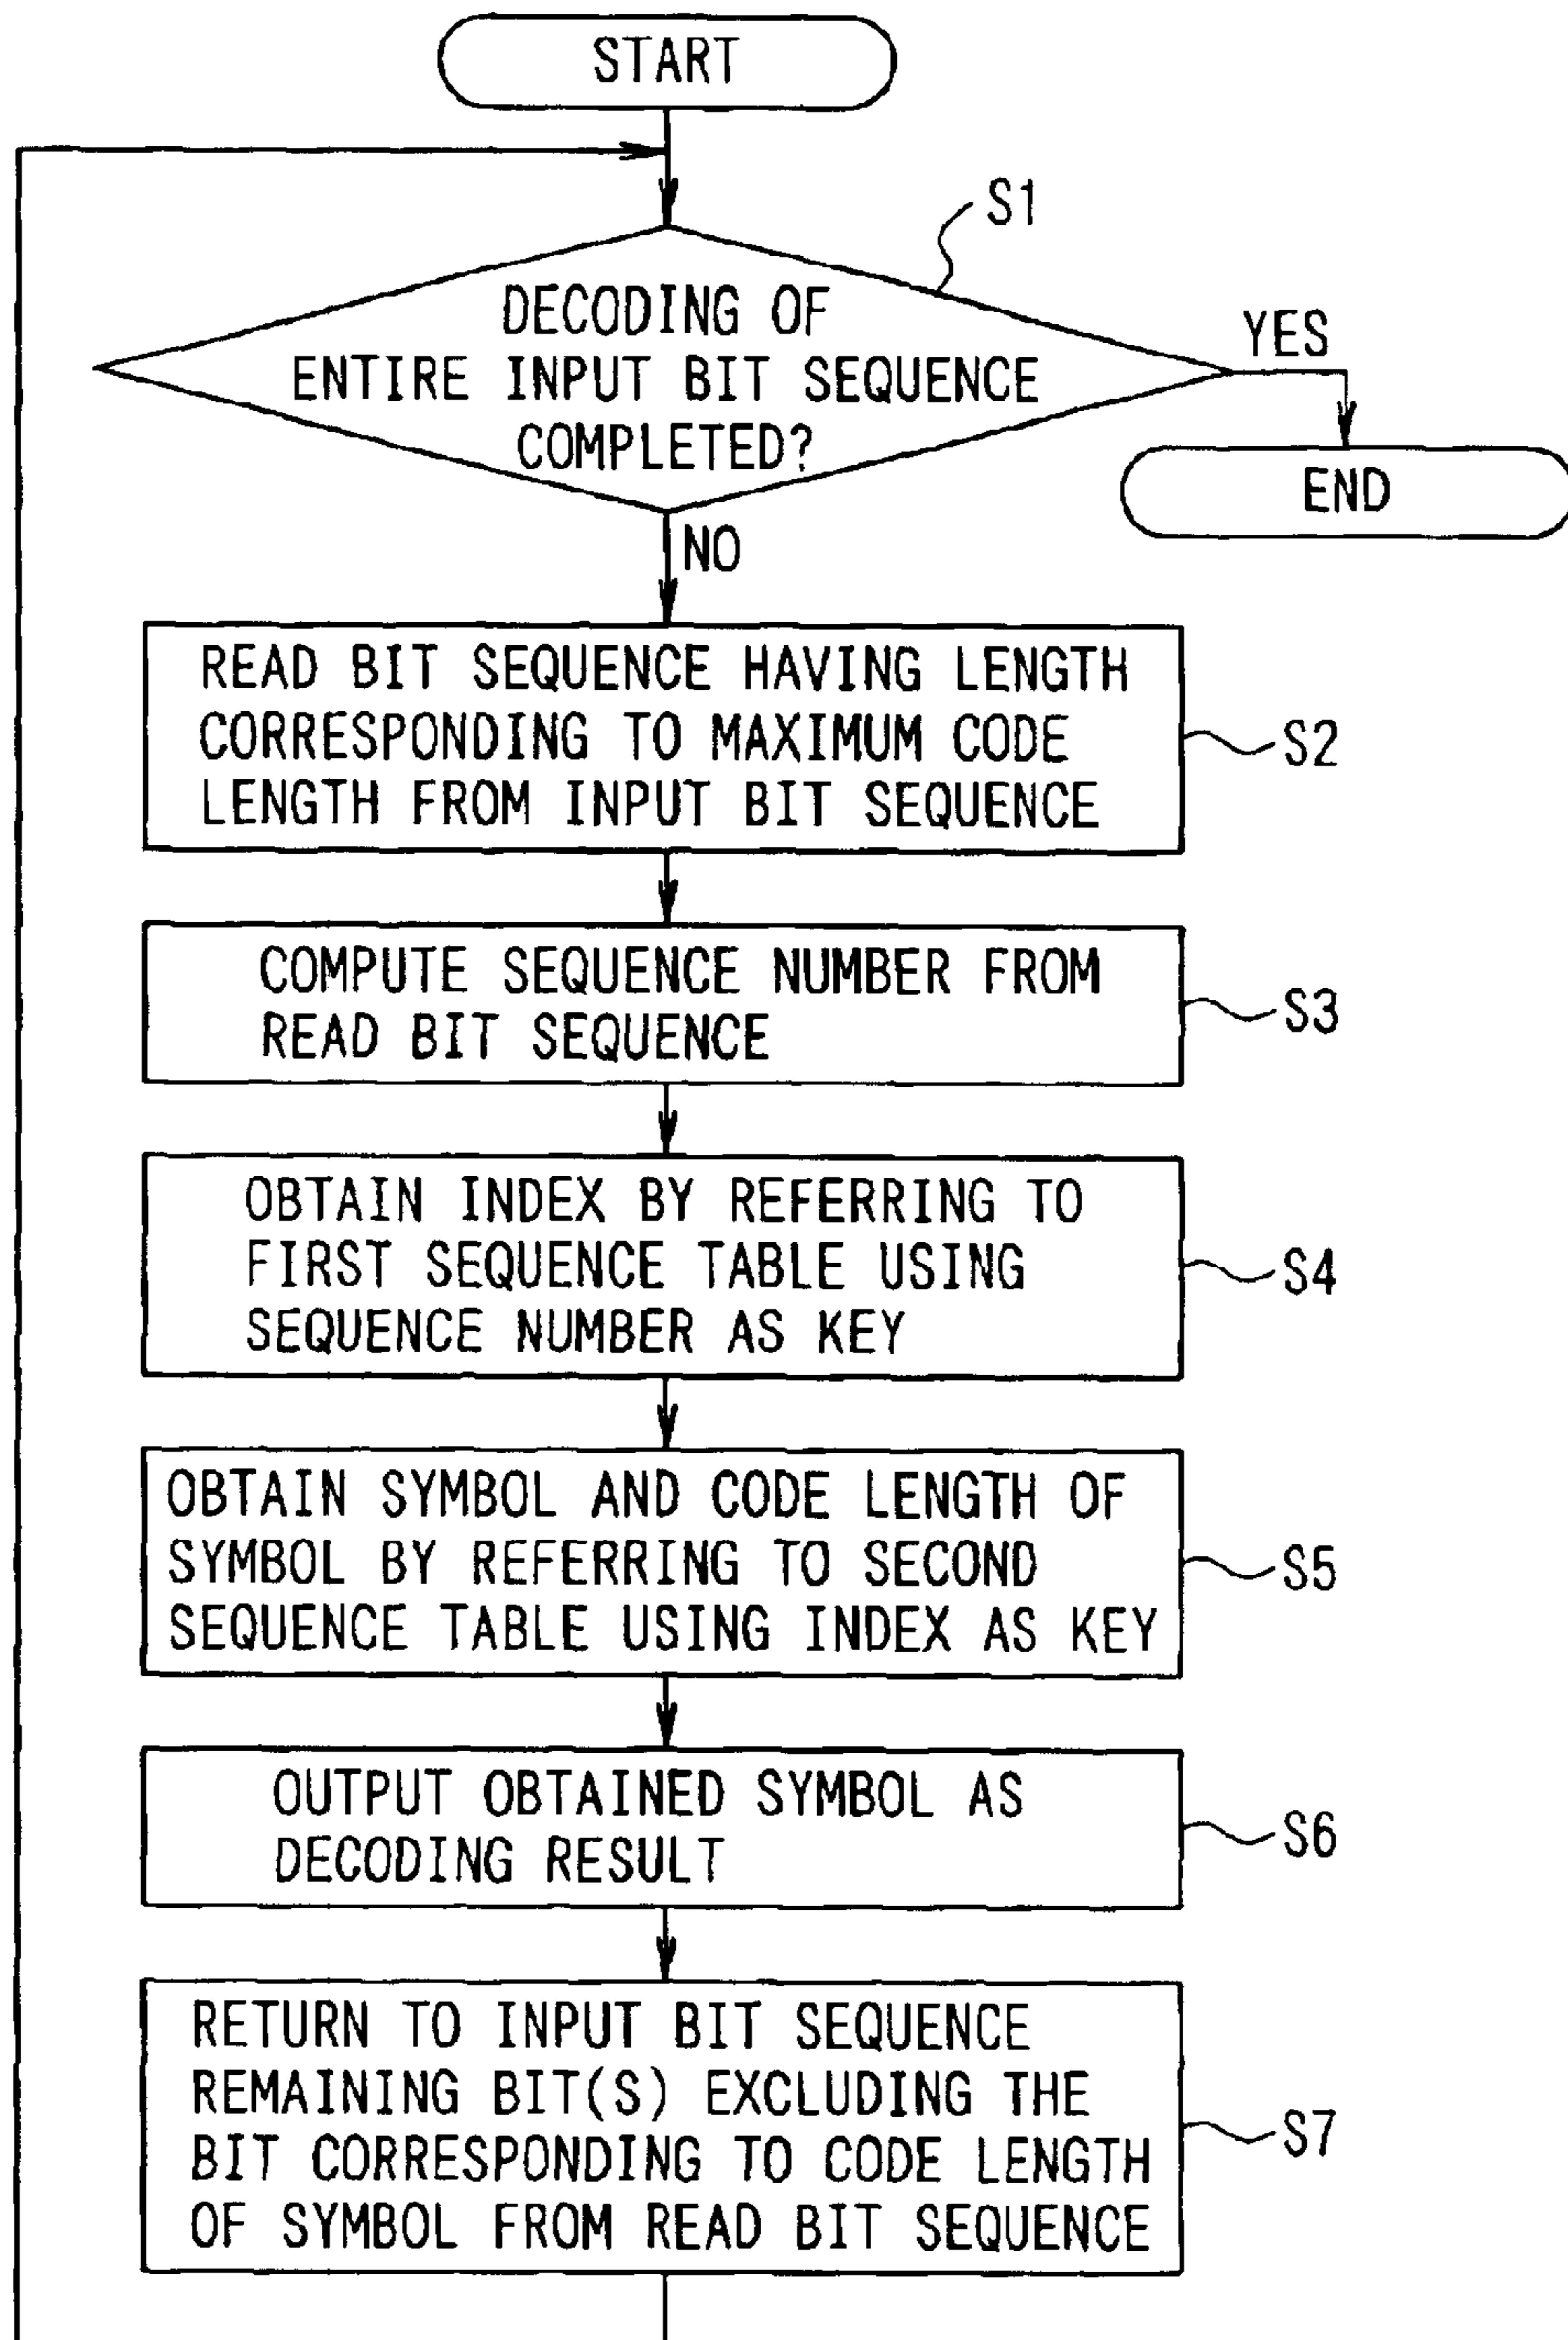 START
S1
DECODING OF
ENTIRE INPUT BIT SEQUENCE
COMPLETED?
YES
END
NO
READ BIT SEQUENCE HAVING LENGTH
CORRESPONDING TO MAXIMUM CODE
LENGTH FROM INPUT BIT SEQUENCE
S2
COMPUTE SEQUENCE NUMBER FROM
READ BIT SEQUENCE
S3
OBTAIN INDEX BY REFERRING TO
FIRST SEQUENCE TABLE USING
SEQUENCE NUMBER AS KEY
S4
OBTAIN SYMBOL AND CODE LENGTH OF
SYMBOL BY REFERRING TO SECOND
SEQUENCE TABLE USING INDEX AS KEY
S5
OUTPUT OBTAINED SYMBOL AS
DECODING RESULT
S6
RETURN TO INPUT BIT SEQUENCE
REMAINING BIT(S) EXCLUDING THE
BIT CORRESPONDING TO CODE LENGTH
OF SYMBOL FROM READ BIT SEQUENCE
S7